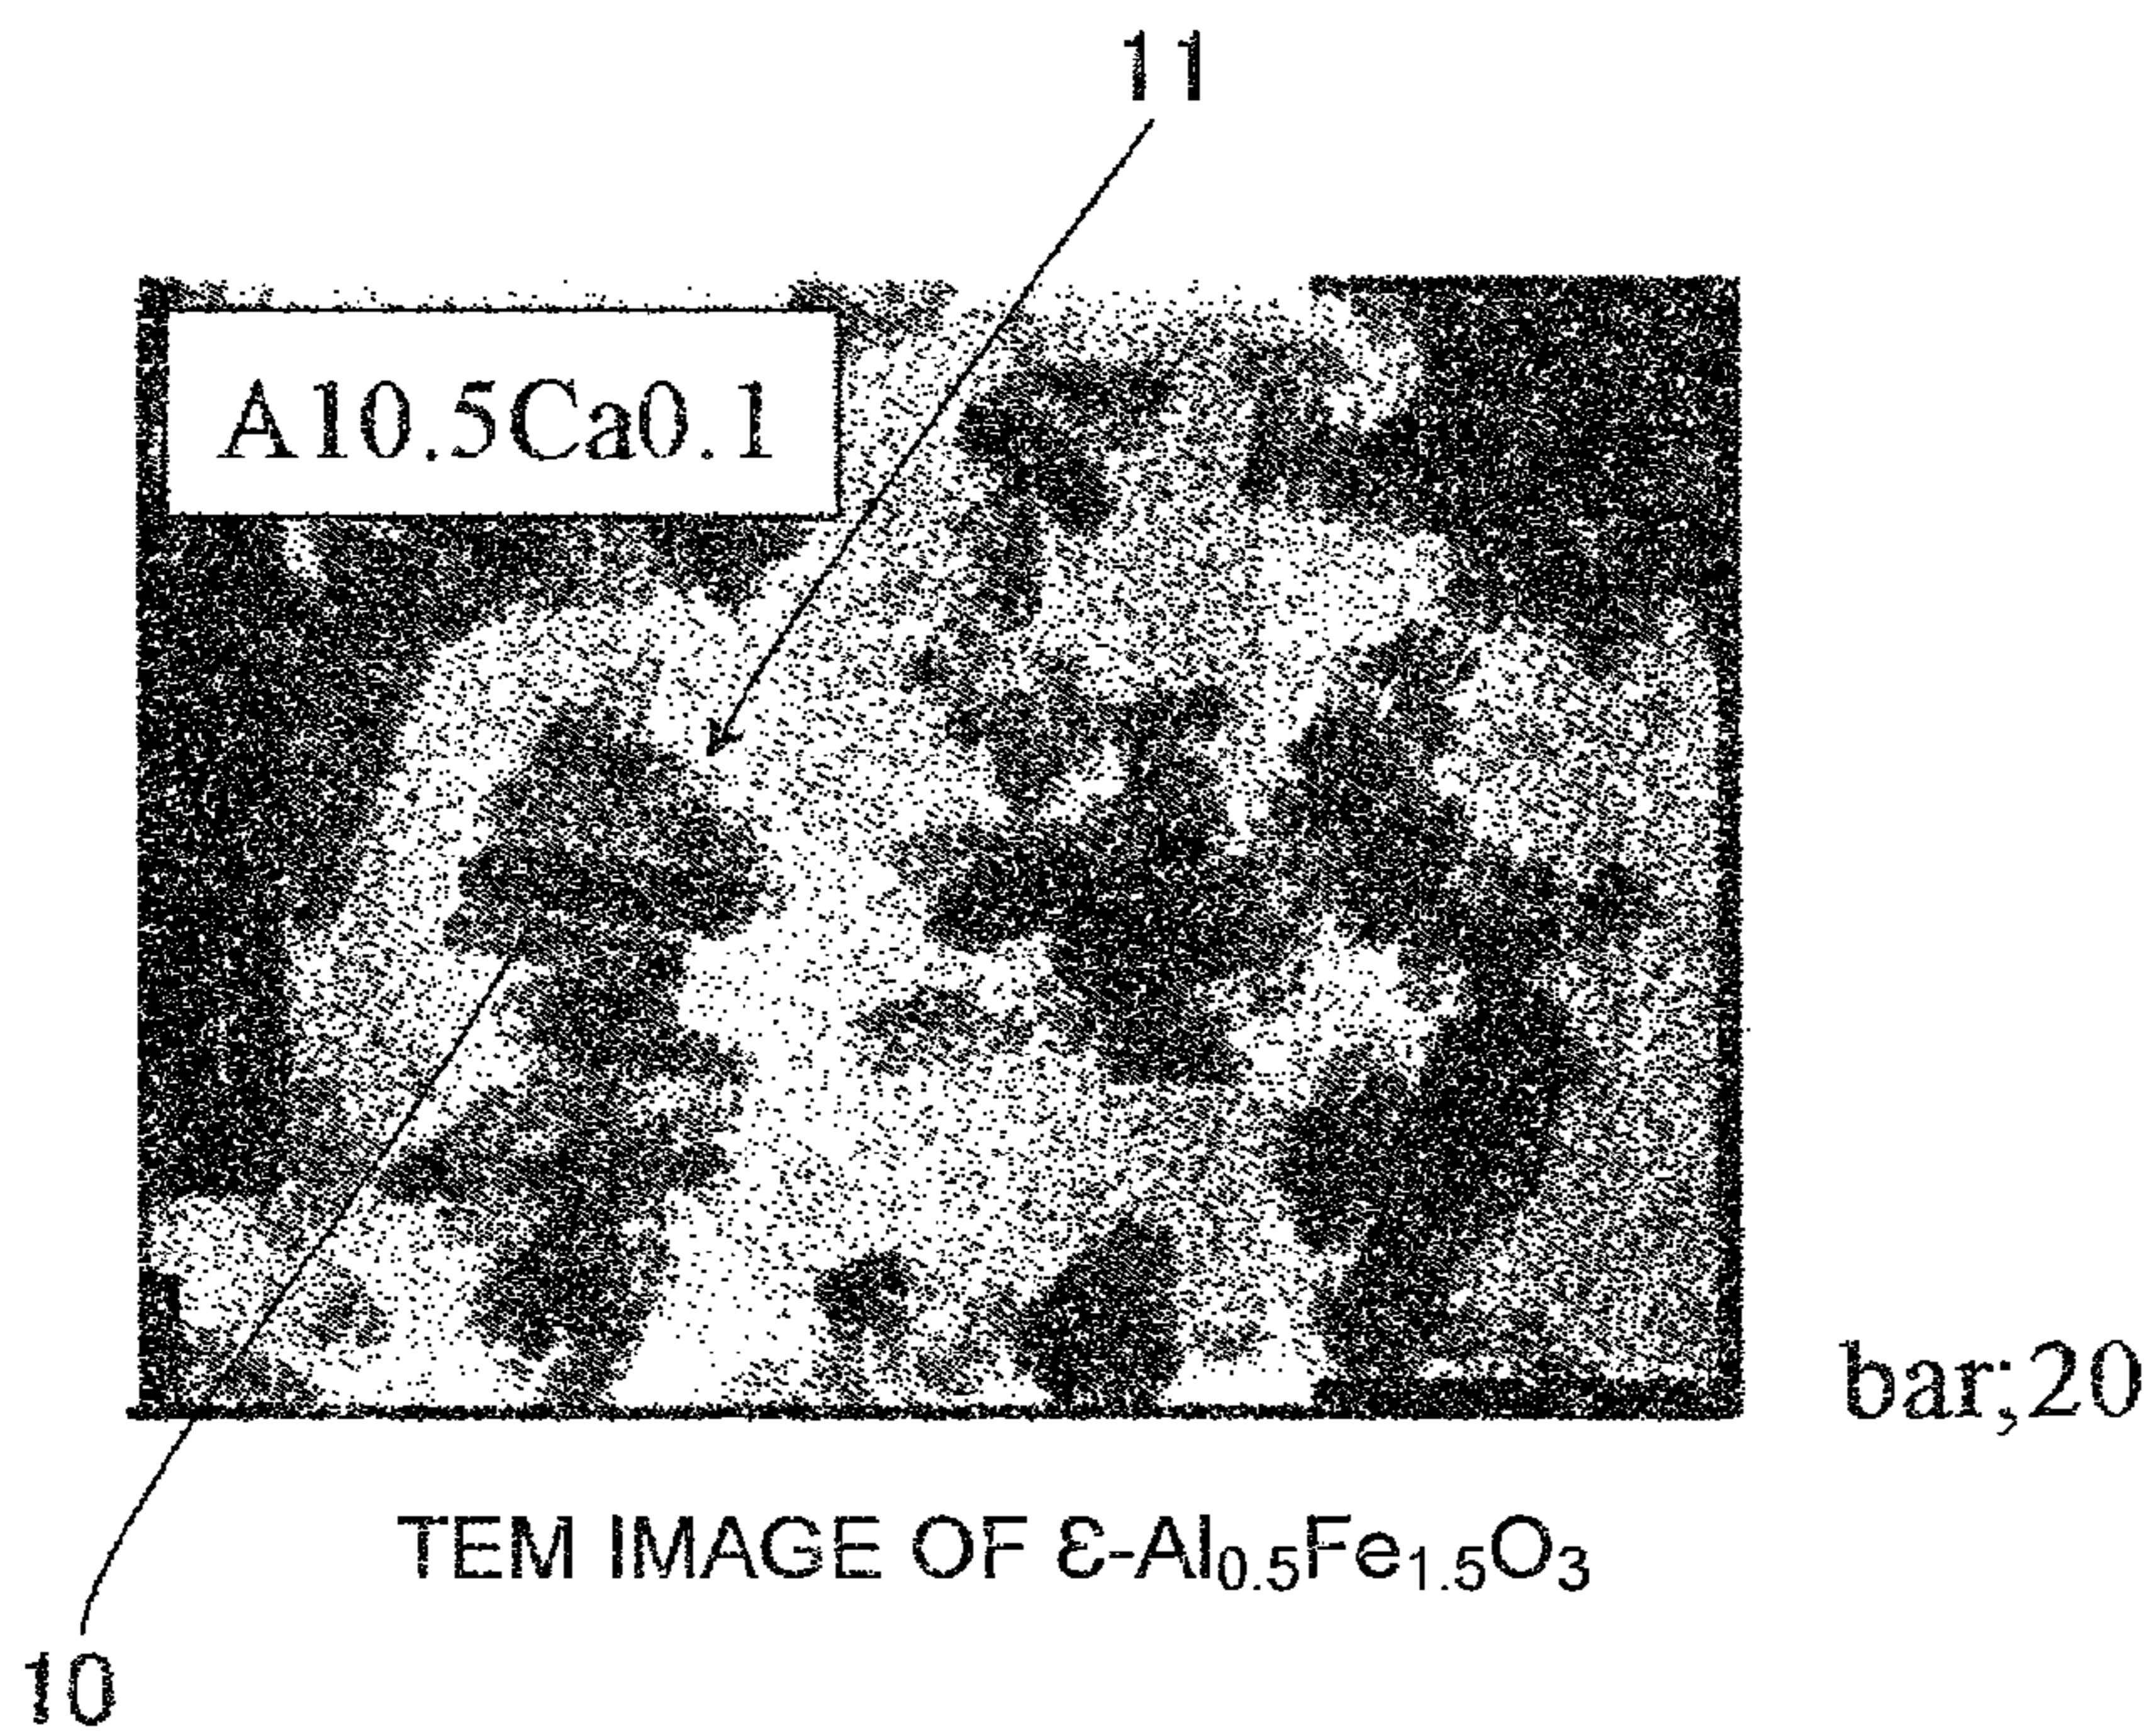 11
A10.5Ca0.1
bar;20
TEM IMAGE OF ε-Al0.5Fe1.5O3
10